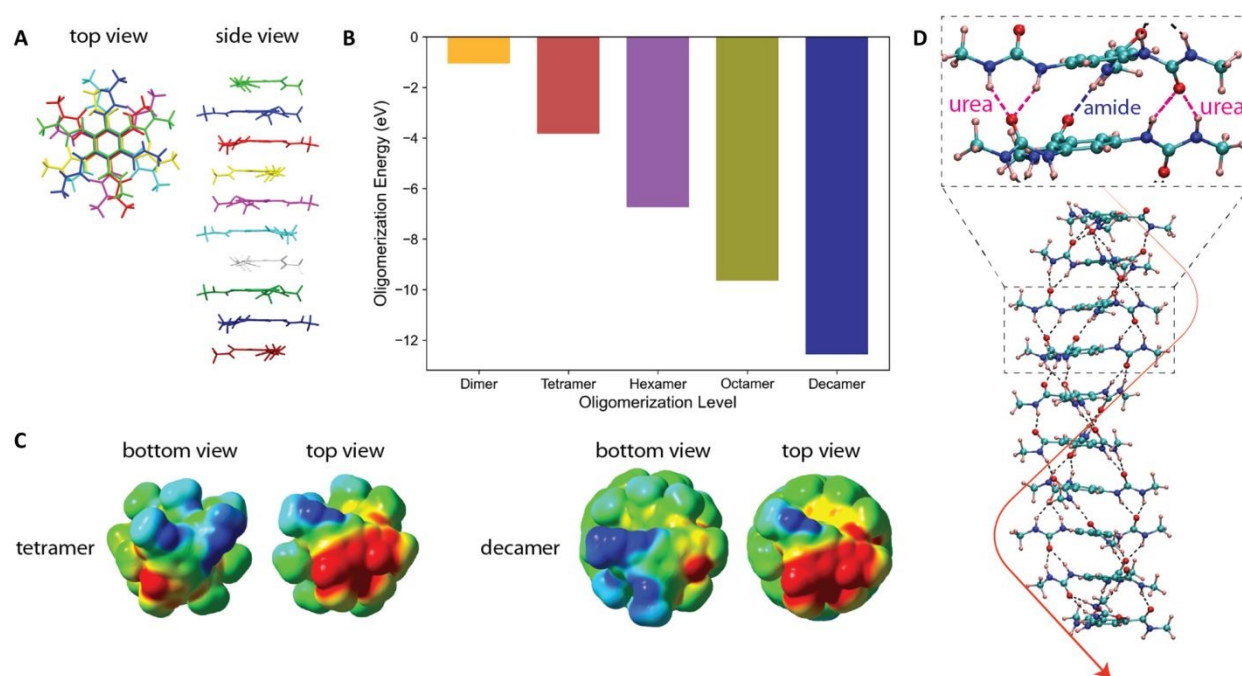 A
top view
side view
B
0
−2
−4
−6
−8
−10
−12
Oligomerization Energy (eV)
Dimer
Tetramer
Hexamer
Octamer
Decamer
Oligomerization Level
C
bottom view
top view
bottom view
top view
tetramer
decamer
D
urea
amide
urea